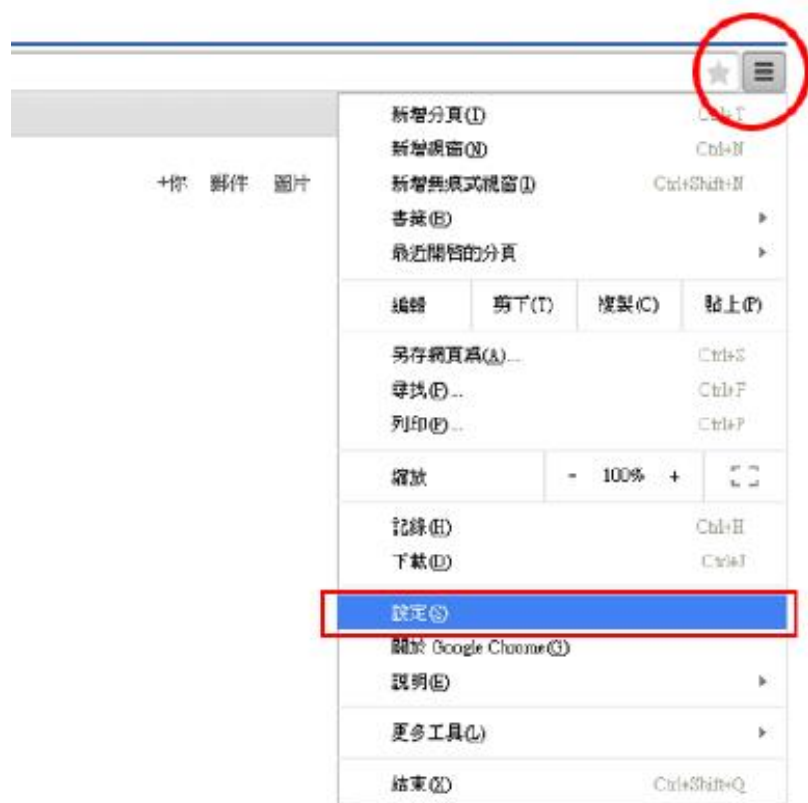 新增分頁(T) Ctrl+T
新增視窗(N) Ctrl+N
+你 郵件 圖片
新增無痕式視窗(I) Ctrl+Shift+N
書籤(B)
最近開啟的分頁
編輯 剪下(T) 複製(C) 貼上(P)
另存網頁為(A)... Ctrl+S
尋找(F)... Ctrl+F
列印(P)... Ctrl+P
縮放 - 100% +
記錄(H) Ctrl+H
下載(D) Ctrl+J
設定(S)
關於 Google Chrome(G)
說明(E)
更多工具(L)
結束(X) Ctrl+Shift+Q